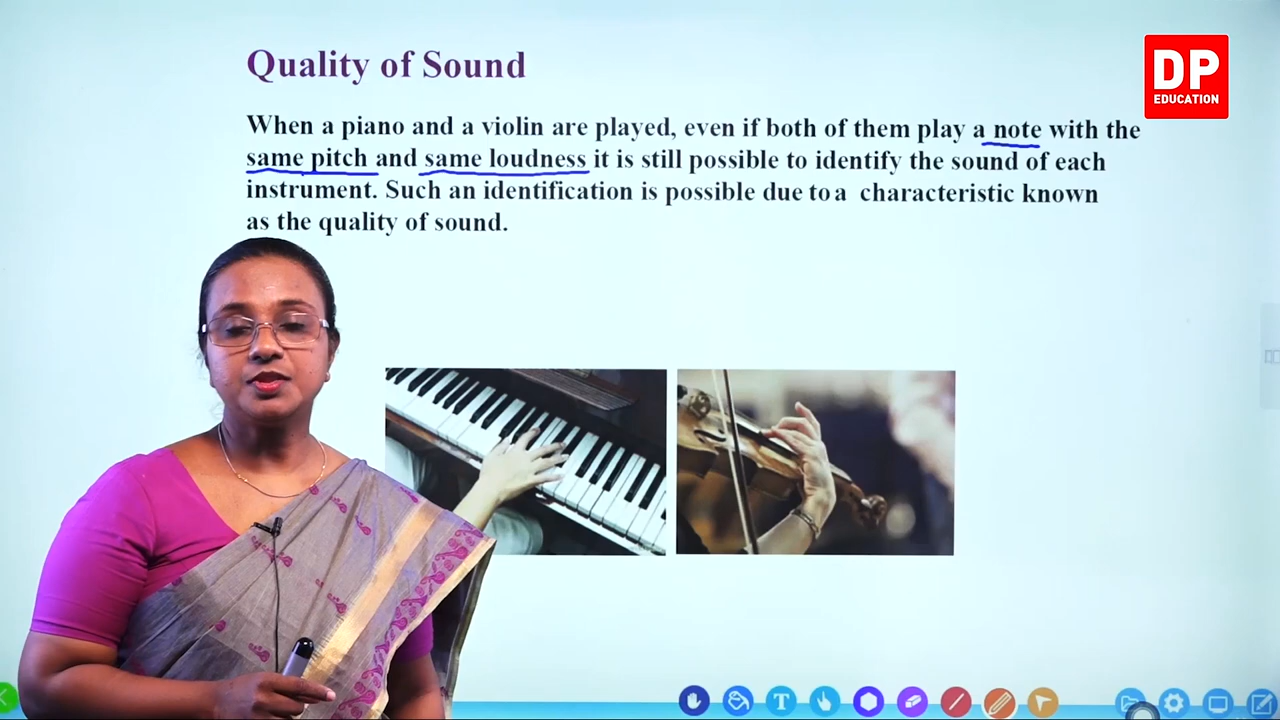 Quality of Sound
DP
EDUCATION
When a piano and a violin are played, even if both of them play a note with the
same pitch and same loudness it is still possible to identify the sound of each
instrument. Such an identification is possible due to a characteristic known
as the quality of sound.
T